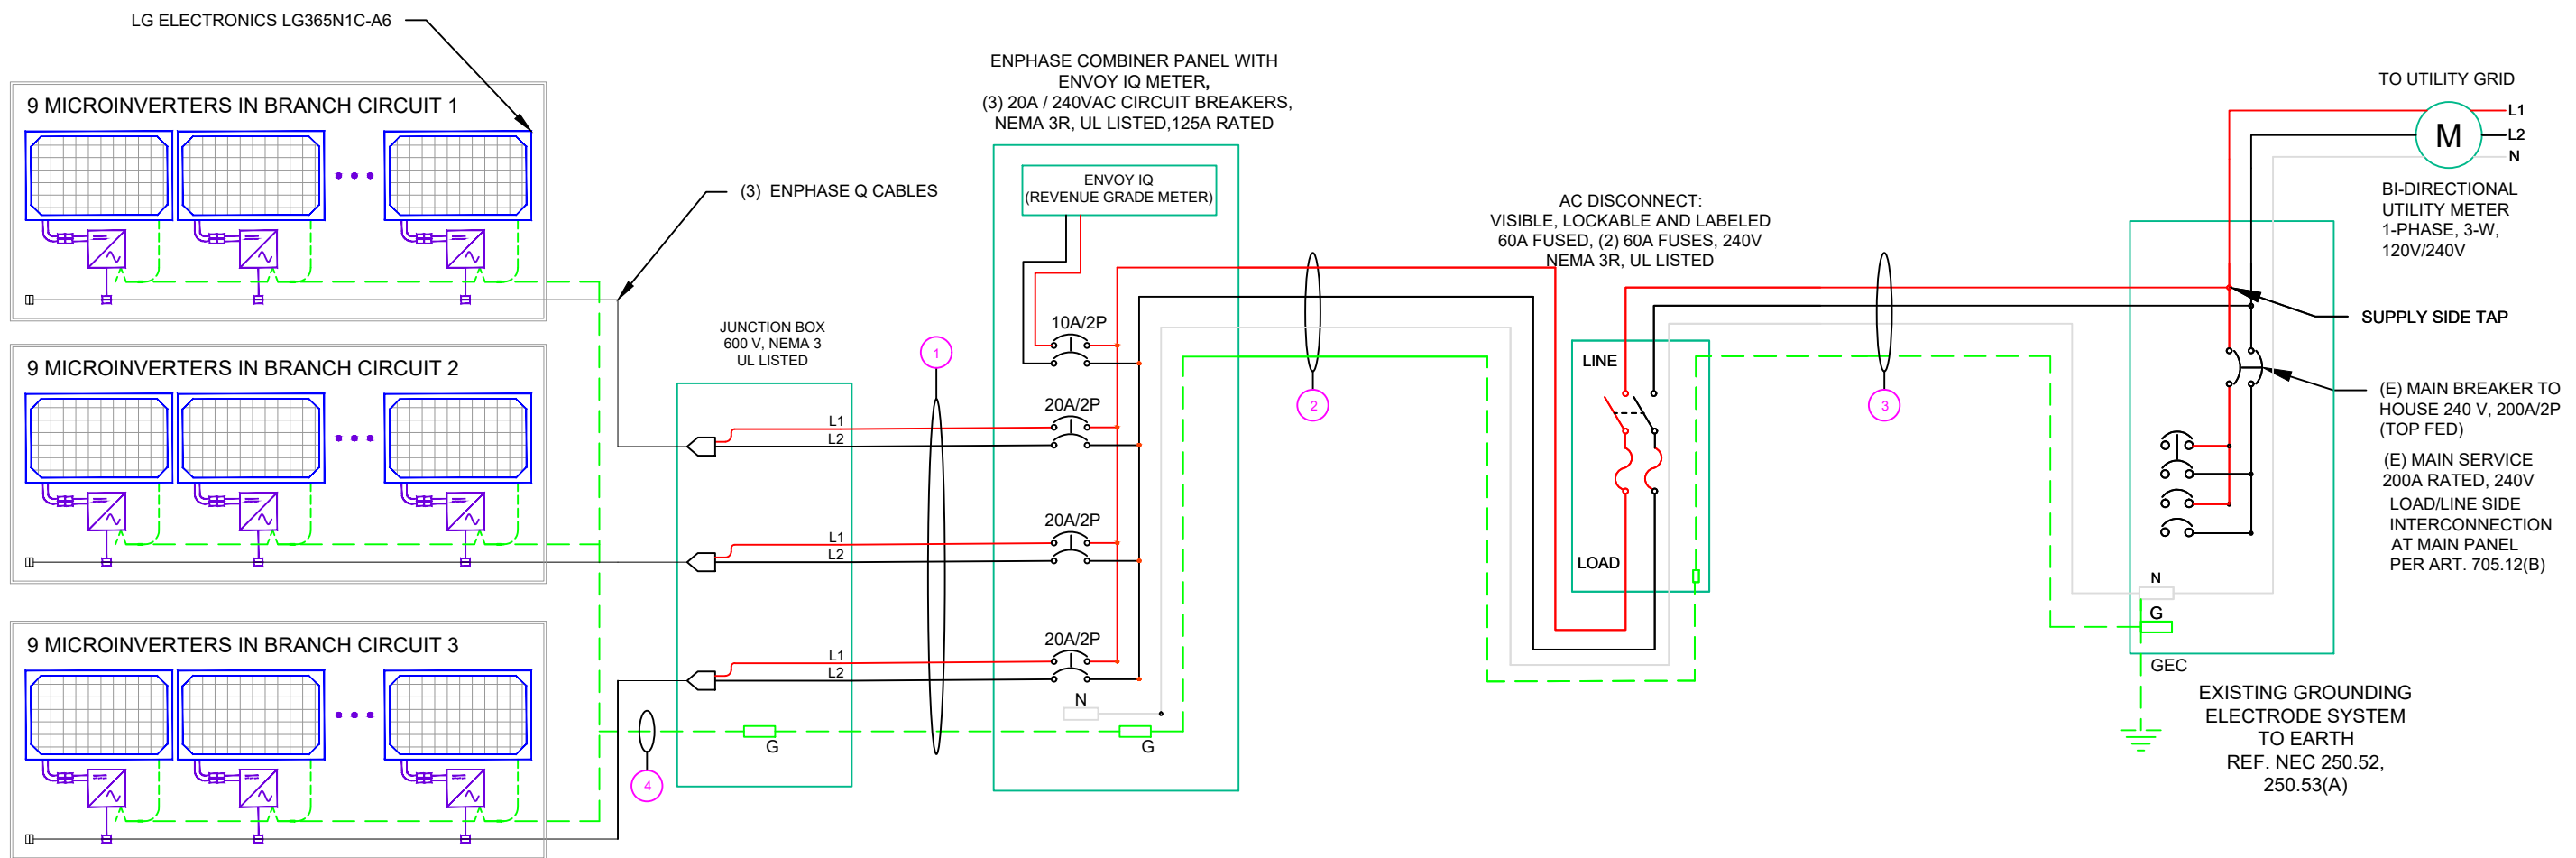 LG ELECTRONICS LG365N1C-A6
9 MICROINVERTERS IN BRANCH CIRCUIT 1
9 MICROINVERTERS IN BRANCH CIRCUIT 2
9 MICROINVERTERS IN BRANCH CIRCUIT 3
(3) ENPHASE Q CABLES
JUNCTION BOX
600 V, NEMA 3
UL LISTED
L1
L2
L1
L2
L1
L2
G
4
1
ENPHASE COMBINER PANEL WITH
ENVOY IQ METER,
(3) 20A / 240VAC CIRCUIT BREAKERS,
NEMA 3R, UL LISTED,125A RATED
ENVOY IQ
(REVENUE GRADE METER)
10A/2P
20A/2P
20A/2P
20A/2P
N
G
2
AC DISCONNECT:
VISIBLE, LOCKABLE AND LABELED
60A FUSED, (2) 60A FUSES, 240V
NEMA 3R, UL LISTED
LINE
LOAD
3
TO UTILITY GRID
M
L1
L2
N
BI-DIRECTIONAL
UTILITY METER
1-PHASE, 3-W,
120V/240V
SUPPLY SIDE TAP
(E) MAIN BREAKER TO
HOUSE 240 V, 200A/2P
(TOP FED)
(E) MAIN SERVICE
200A RATED, 240V
LOAD/LINE SIDE
INTERCONNECTION
AT MAIN PANEL
PER ART. 705.12(B)
N
G
GEC
EXISTING GROUNDING
ELECTRODE SYSTEM
TO EARTH
REF. NEC 250.52,
250.53(A)